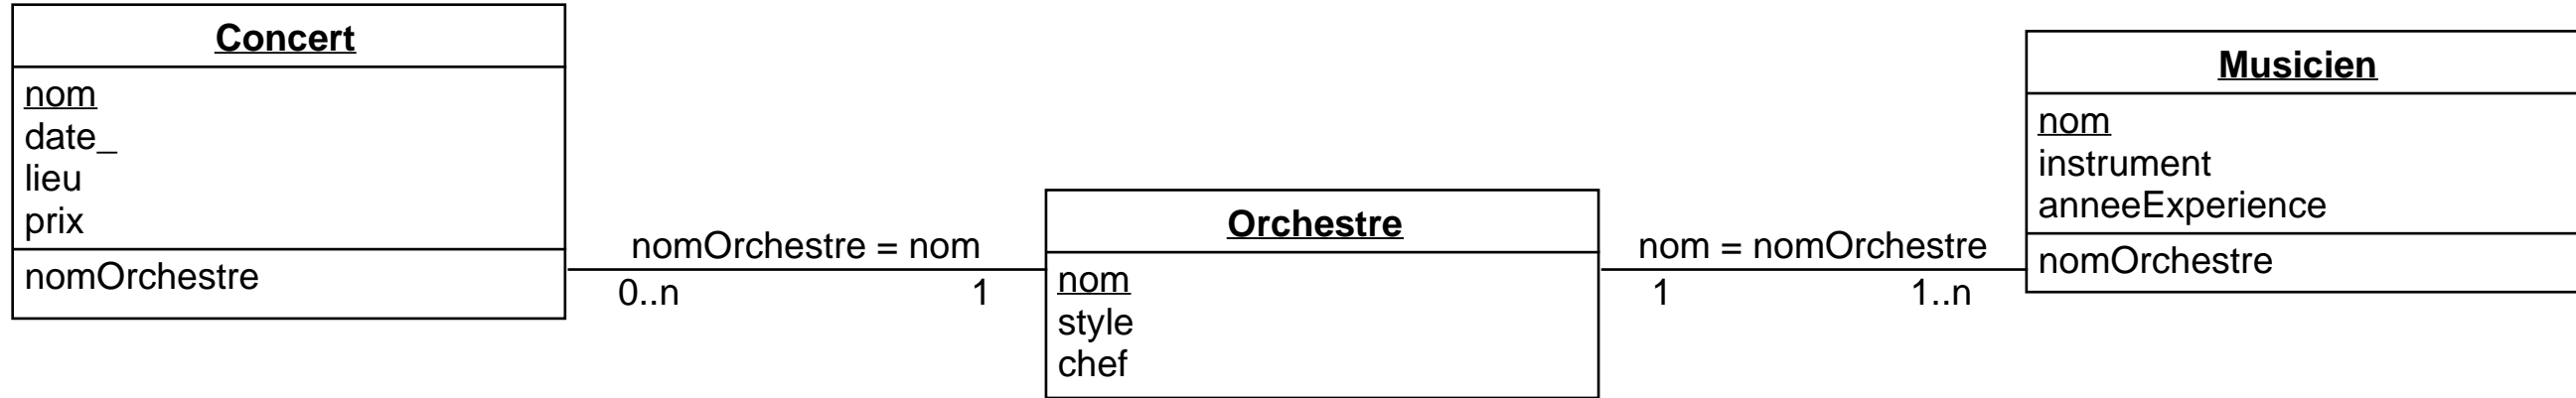 Concert
nom
date_
lieu
prix
nomOrchestre
nomOrchestre = nom
0..n
1
Orchestre
nom
style
chef
nom = nomOrchestre
1
1..n
Musicien
nom
instrument
anneeExperience
nomOrchestre